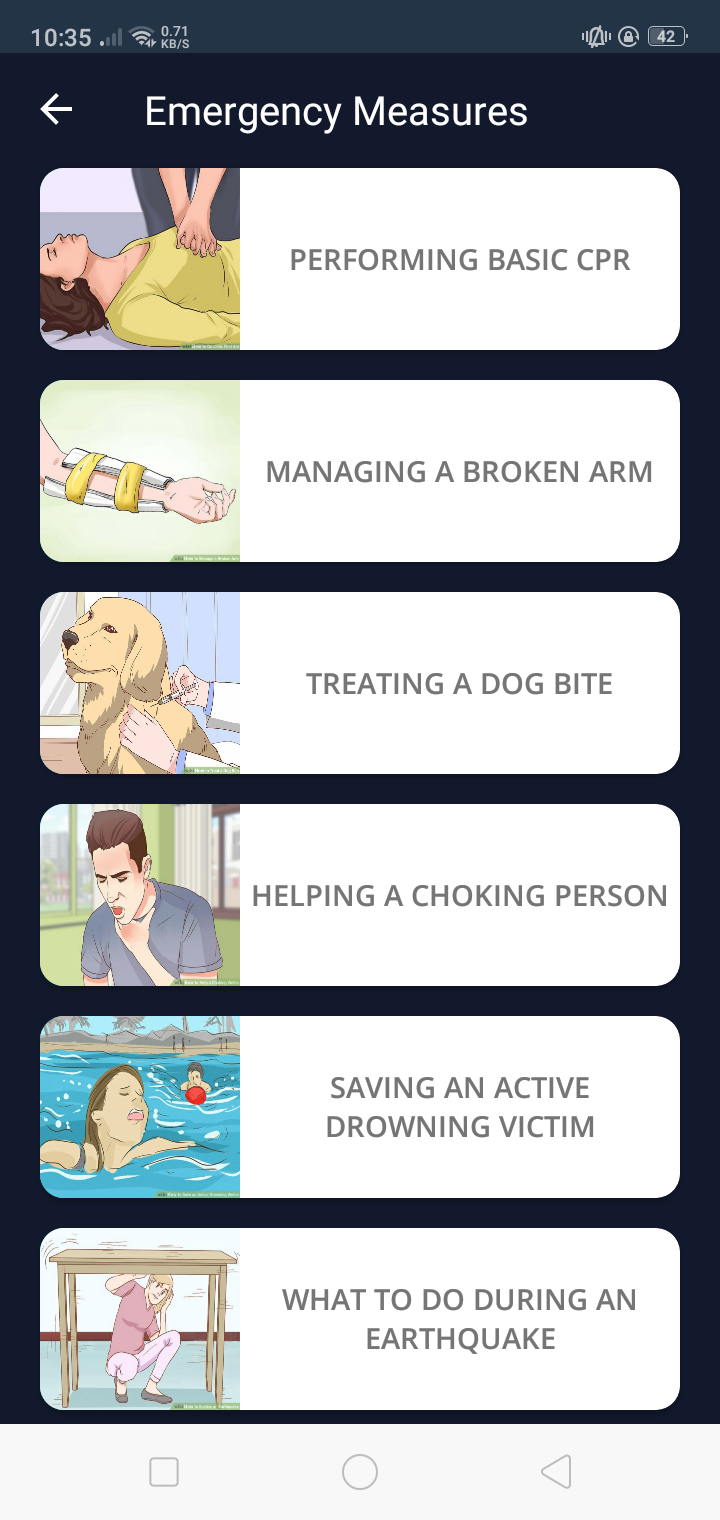 10:35
0.71
KB/S
42
Emergency Measures
PERFORMING BASIC CPR
MANAGING A BROKEN ARM
TREATING A DOG BITE
HELPING A CHOKING PERSON
SAVING AN ACTIVE
DROWNING VICTIM
WHAT TO DO DURING AN
EARTHQUAKE